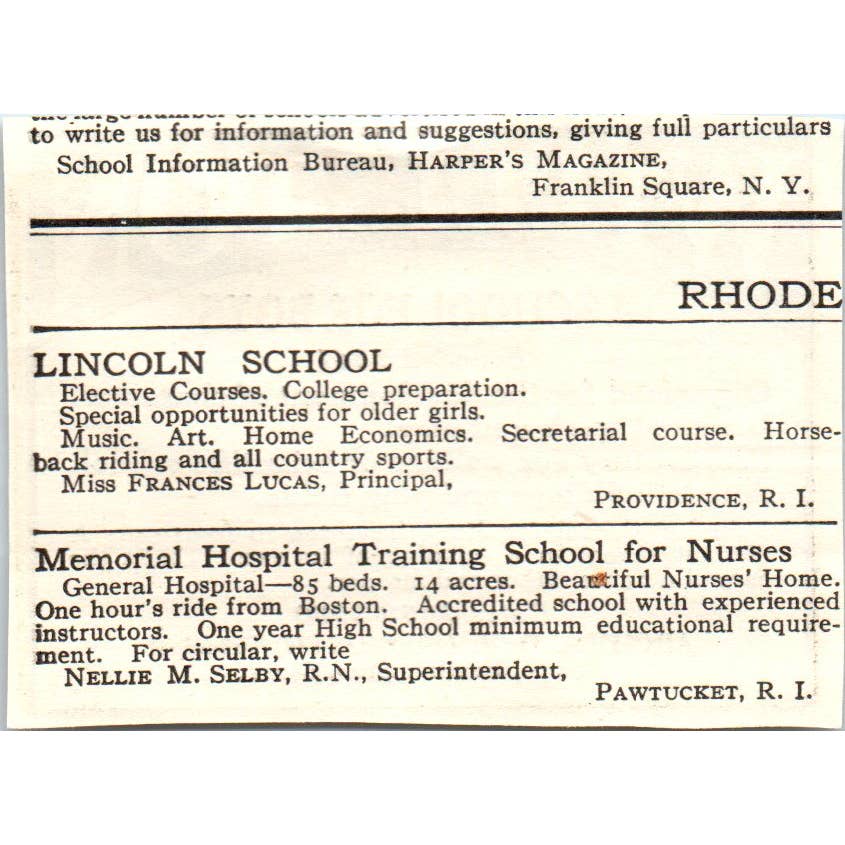 to write us for information and suggestions, giving full particulars
School Information Bureau, HARPER'S MAGAZINE,
Franklin Square, N. Y.
RHODE
LINCOLN SCHOOL
Elective Courses. College preparation.
Special opportunities for older girls.
Music. Art. Home Economics. Secretarial course. Horse-
back riding and all country sports.
Miss FRANCES LUCAS, Principal,
PROVIDENCE, R. I.
Memorial Hospital Training School for Nurses
General Hospital—85 beds. 14 acres. Beautiful Nurses' Home.
One hour's ride from Boston. Accredited school with experienced
instructors. One year High School minimum educational require-
ment. For circular, write
NELLIE M. SELBY, R.N., Superintendent,
PAWTUCKET, R. I.